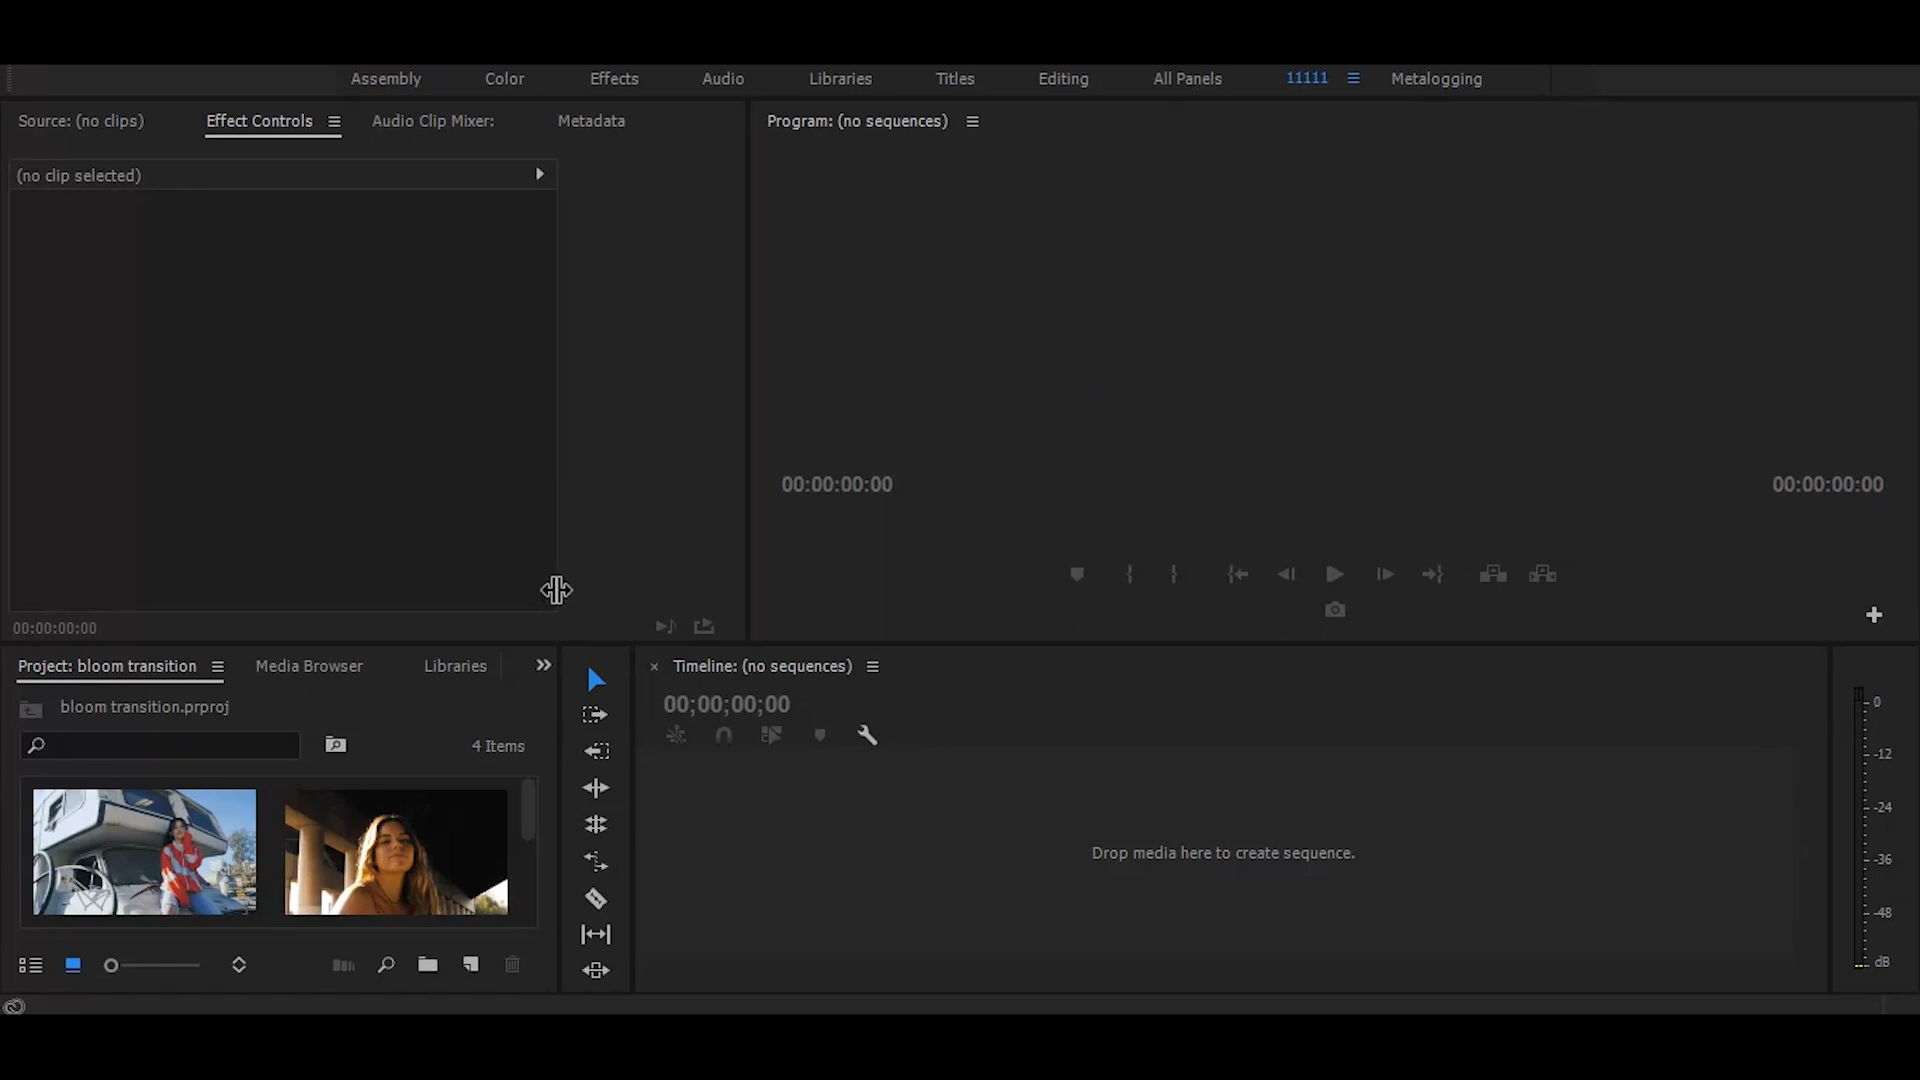 Assembly Color Effects Audio Libraries Titles Editing All Panels 11111 Metalogging
Source: (no clips) Effect Controls Audio Clip Mixer: Metadata
Program: (no sequences)
(no clip selected)
00:00:00:00 00:00:00:00
00:00:00:00
Project: bloom transition Media Browser Libraries
Timeline: (no sequences)
bloom transition.prproj
00;00;00;00
4 Items
Drop media here to create sequence.
0
-12
-24
-36
-48
dB